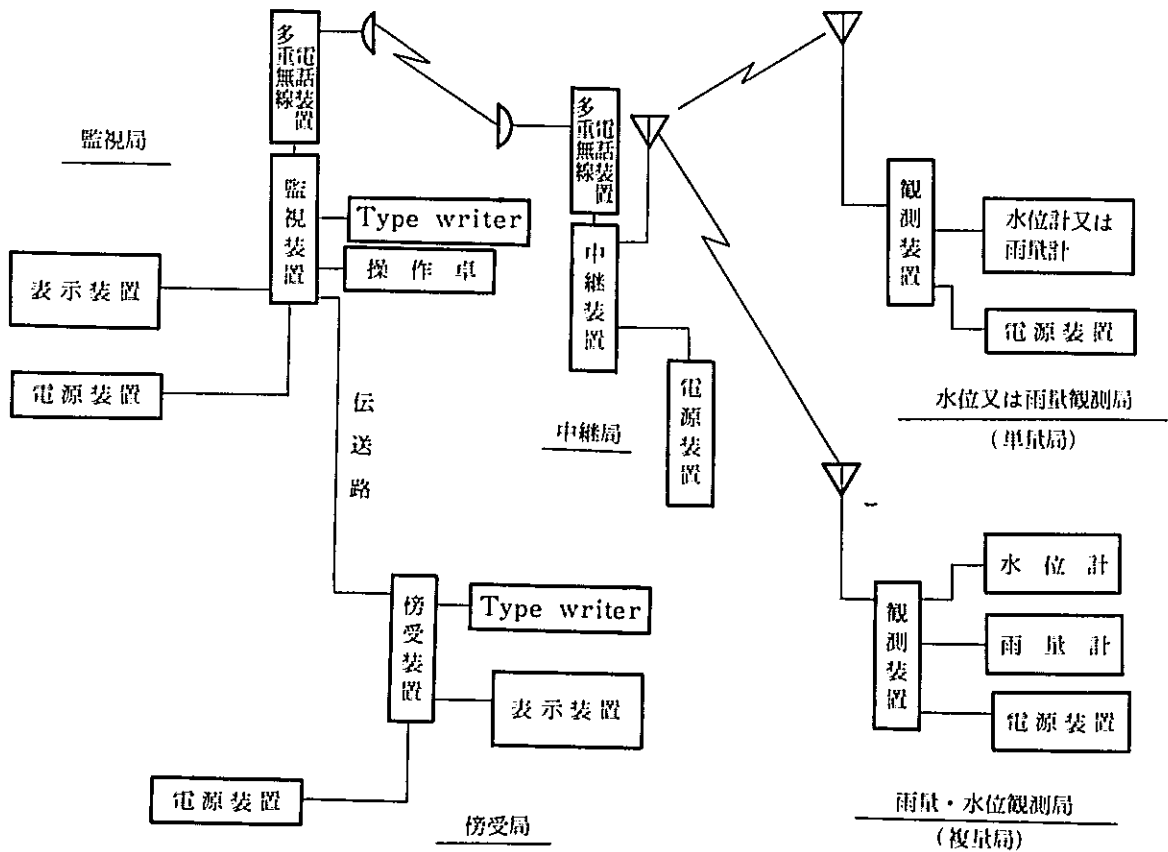 多重無線
電話装置
監視局
監視装置
Type writer
操作卓
表示装置
電源装置
伝送路
多重無線
電話装置
中継装置
電源装置
中継局
観測装置
水位計又は
雨量計
電源装置
水位又は雨量観測局
(単量局)
傍受装置
Type writer
表示装置
電源装置
傍受局
観測装置
水位計
雨量計
電源装置
雨量・水位観測局
(複量局)